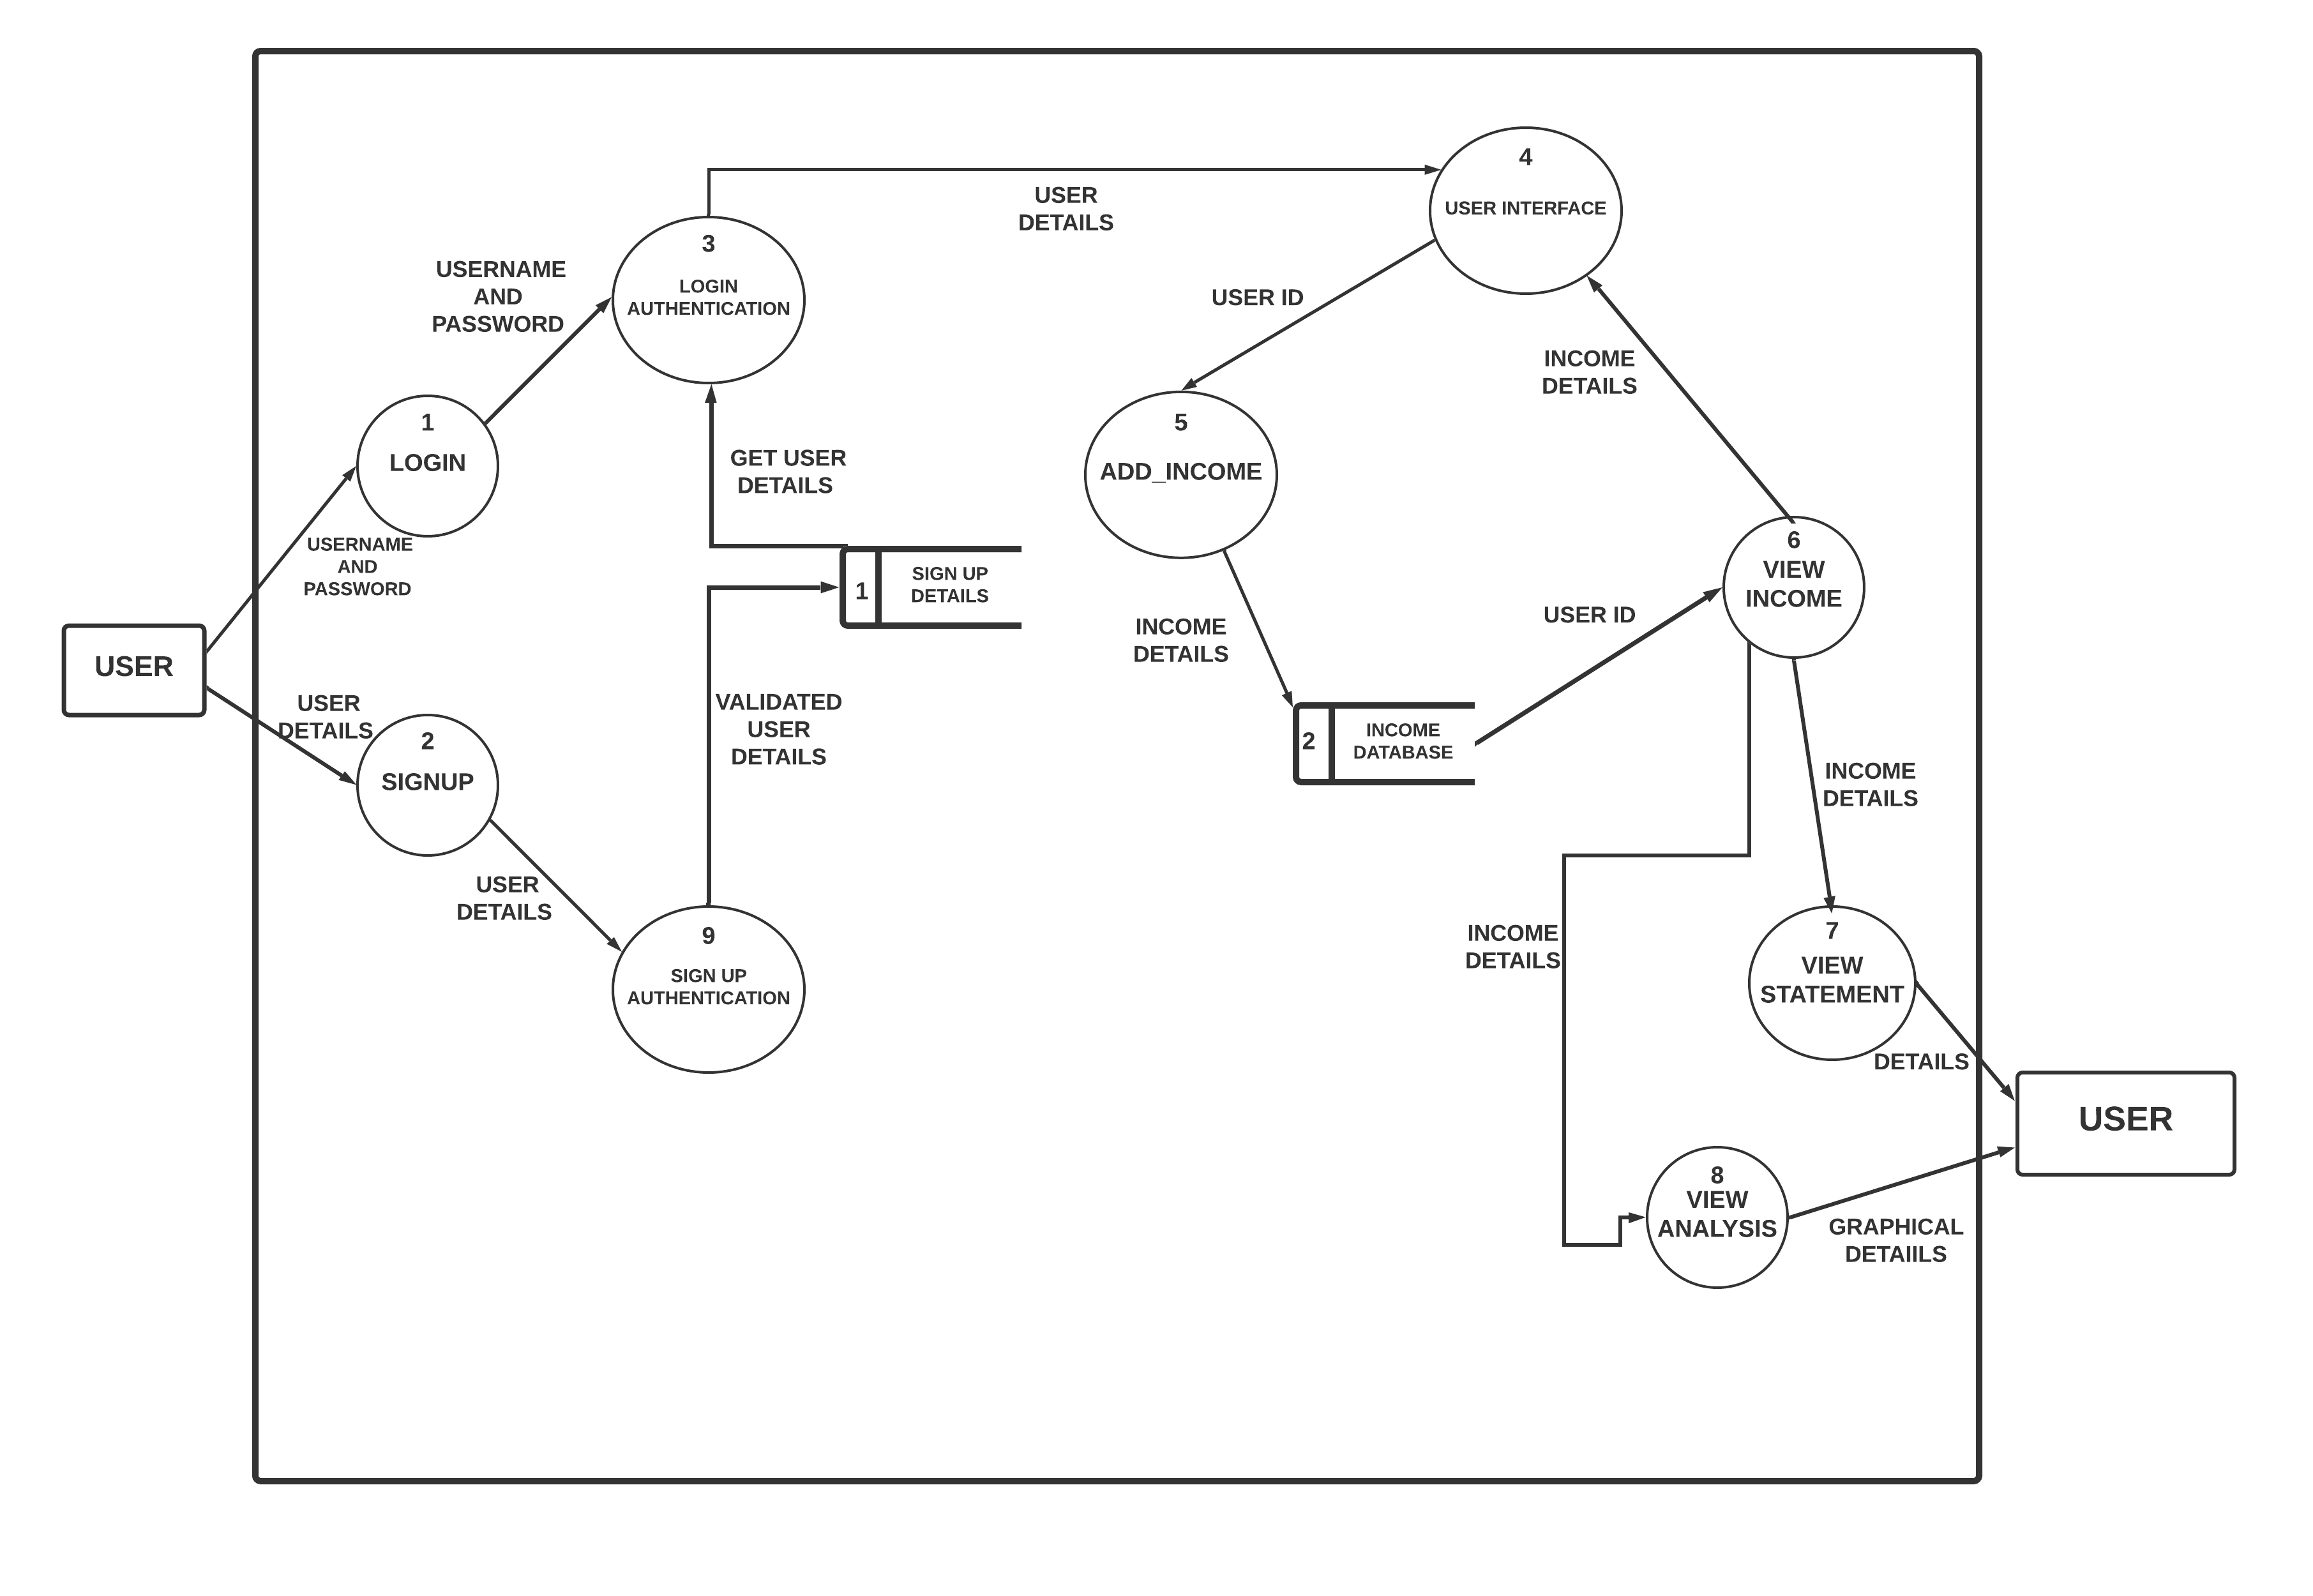 4
USER INTERFACE
USER
DETAILS
3
LOGIN
AUTHENTICATION
USERNAME
AND
PASSWORD
USER ID
INCOME
DETAILS
1
LOGIN
5
ADD_INCOME
GET USER
DETAILS
USERNAME
AND
PASSWORD
6
VIEW
INCOME
1
SIGN UP
DETAILS
USER ID
INCOME
DETAILS
USER
USER
DETAILS
VALIDATED
USER
DETAILS
2
SIGNUP
2
INCOME
DATABASE
INCOME
DETAILS
USER
DETAILS
9
SIGN UP
AUTHENTICATION
INCOME
DETAILS
7
VIEW
STATEMENT
DETAILS
USER
8
VIEW
ANALYSIS
GRAPHICAL
DETAIILS